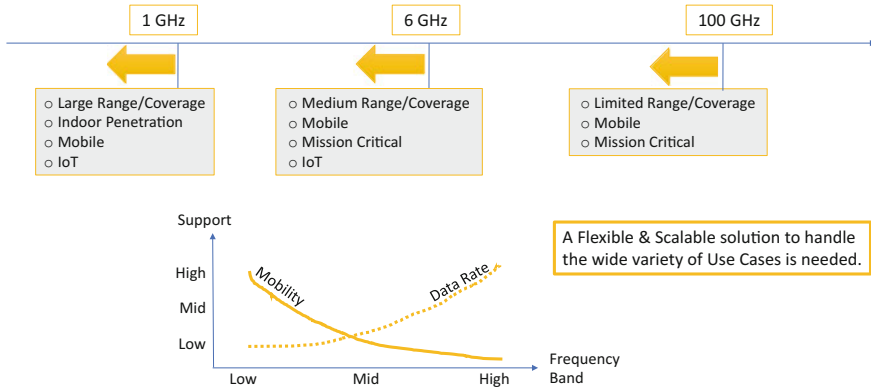 1 GHz
6 GHz
100 GHz
○ Large Range/Coverage
○ Indoor Penetration
○ Mobile
○ IoT
○ Medium Range/Coverage
○ Mobile
○ Mission Critical
○ IoT
○ Limited Range/Coverage
○ Mobile
○ Mission Critical
Support
High
Mid
Low
Mobility
Data Rate
Low
Mid
High
Frequency
Band
A Flexible & Scalable solution to handle
the wide variety of Use Cases is needed.